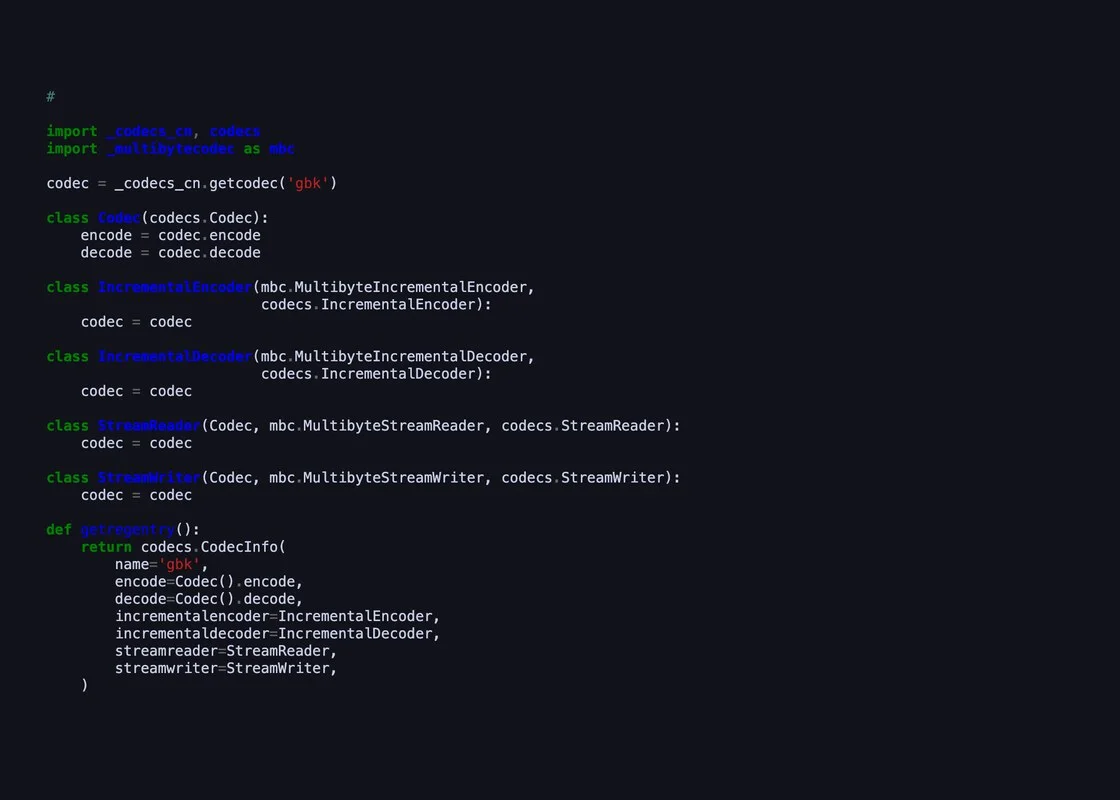 #

import _codecs_cn, codecs
import _multibytecodec as mbc

codec = _codecs_cn.getcodec('gbk')

class Codec(codecs.Codec):
    encode = codec.encode
    decode = codec.decode

class IncrementalEncoder(mbc.MultibyteIncrementalEncoder,
                         codecs.IncrementalEncoder):
    codec = codec

class IncrementalDecoder(mbc.MultibyteIncrementalDecoder,
                         codecs.IncrementalDecoder):
    codec = codec

class StreamReader(Codec, mbc.MultibyteStreamReader, codecs.StreamReader):
    codec = codec

class StreamWriter(Codec, mbc.MultibyteStreamWriter, codecs.StreamWriter):
    codec = codec

def getregentry():
    return codecs.CodecInfo(
        name='gbk',
        encode=Codec().encode,
        decode=Codec().decode,
        incrementalencoder=IncrementalEncoder,
        incrementaldecoder=IncrementalDecoder,
        streamreader=StreamReader,
        streamwriter=StreamWriter,
    )